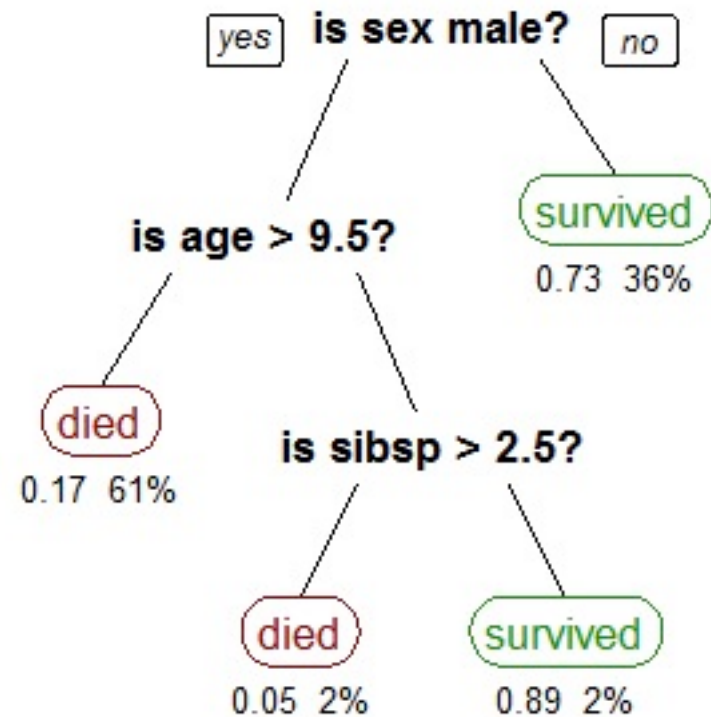 yes is sex male? no
survived
is age > 9.5?
0.73 36%
died
is sibsp > 2.5?
0.17 61%
died survived
0.05 2% 0.89 2%